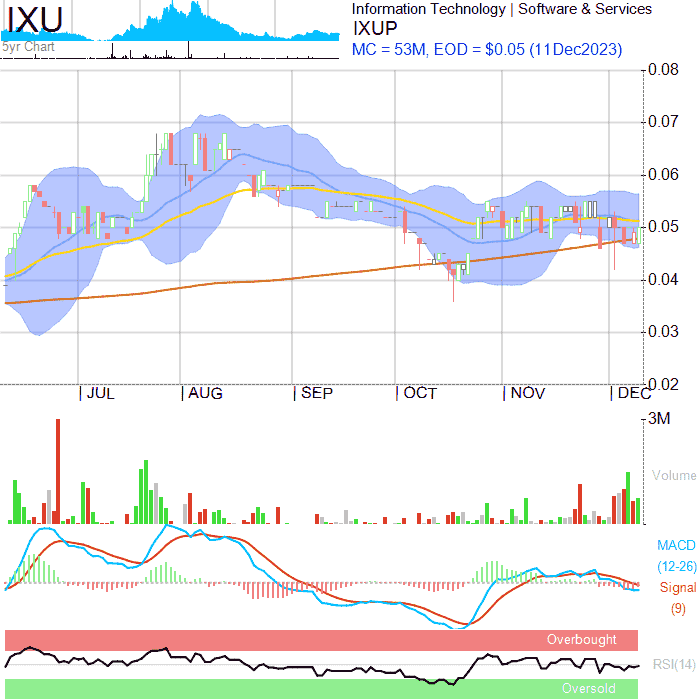 IXU
5yr Chart
Information Technology | Software & Services
IXUP
MC = 53M, EOD = $0.05 (11Dec2023)
0.08
0.07
0.06
0.05
0.04
0.03
0.02
| JUL
| AUG
| SEP
| OCT
| NOV
| DEC
3M
Volume
MACD
(12-26)
Signal
(9)
Overbought
RSI(14)
Oversold